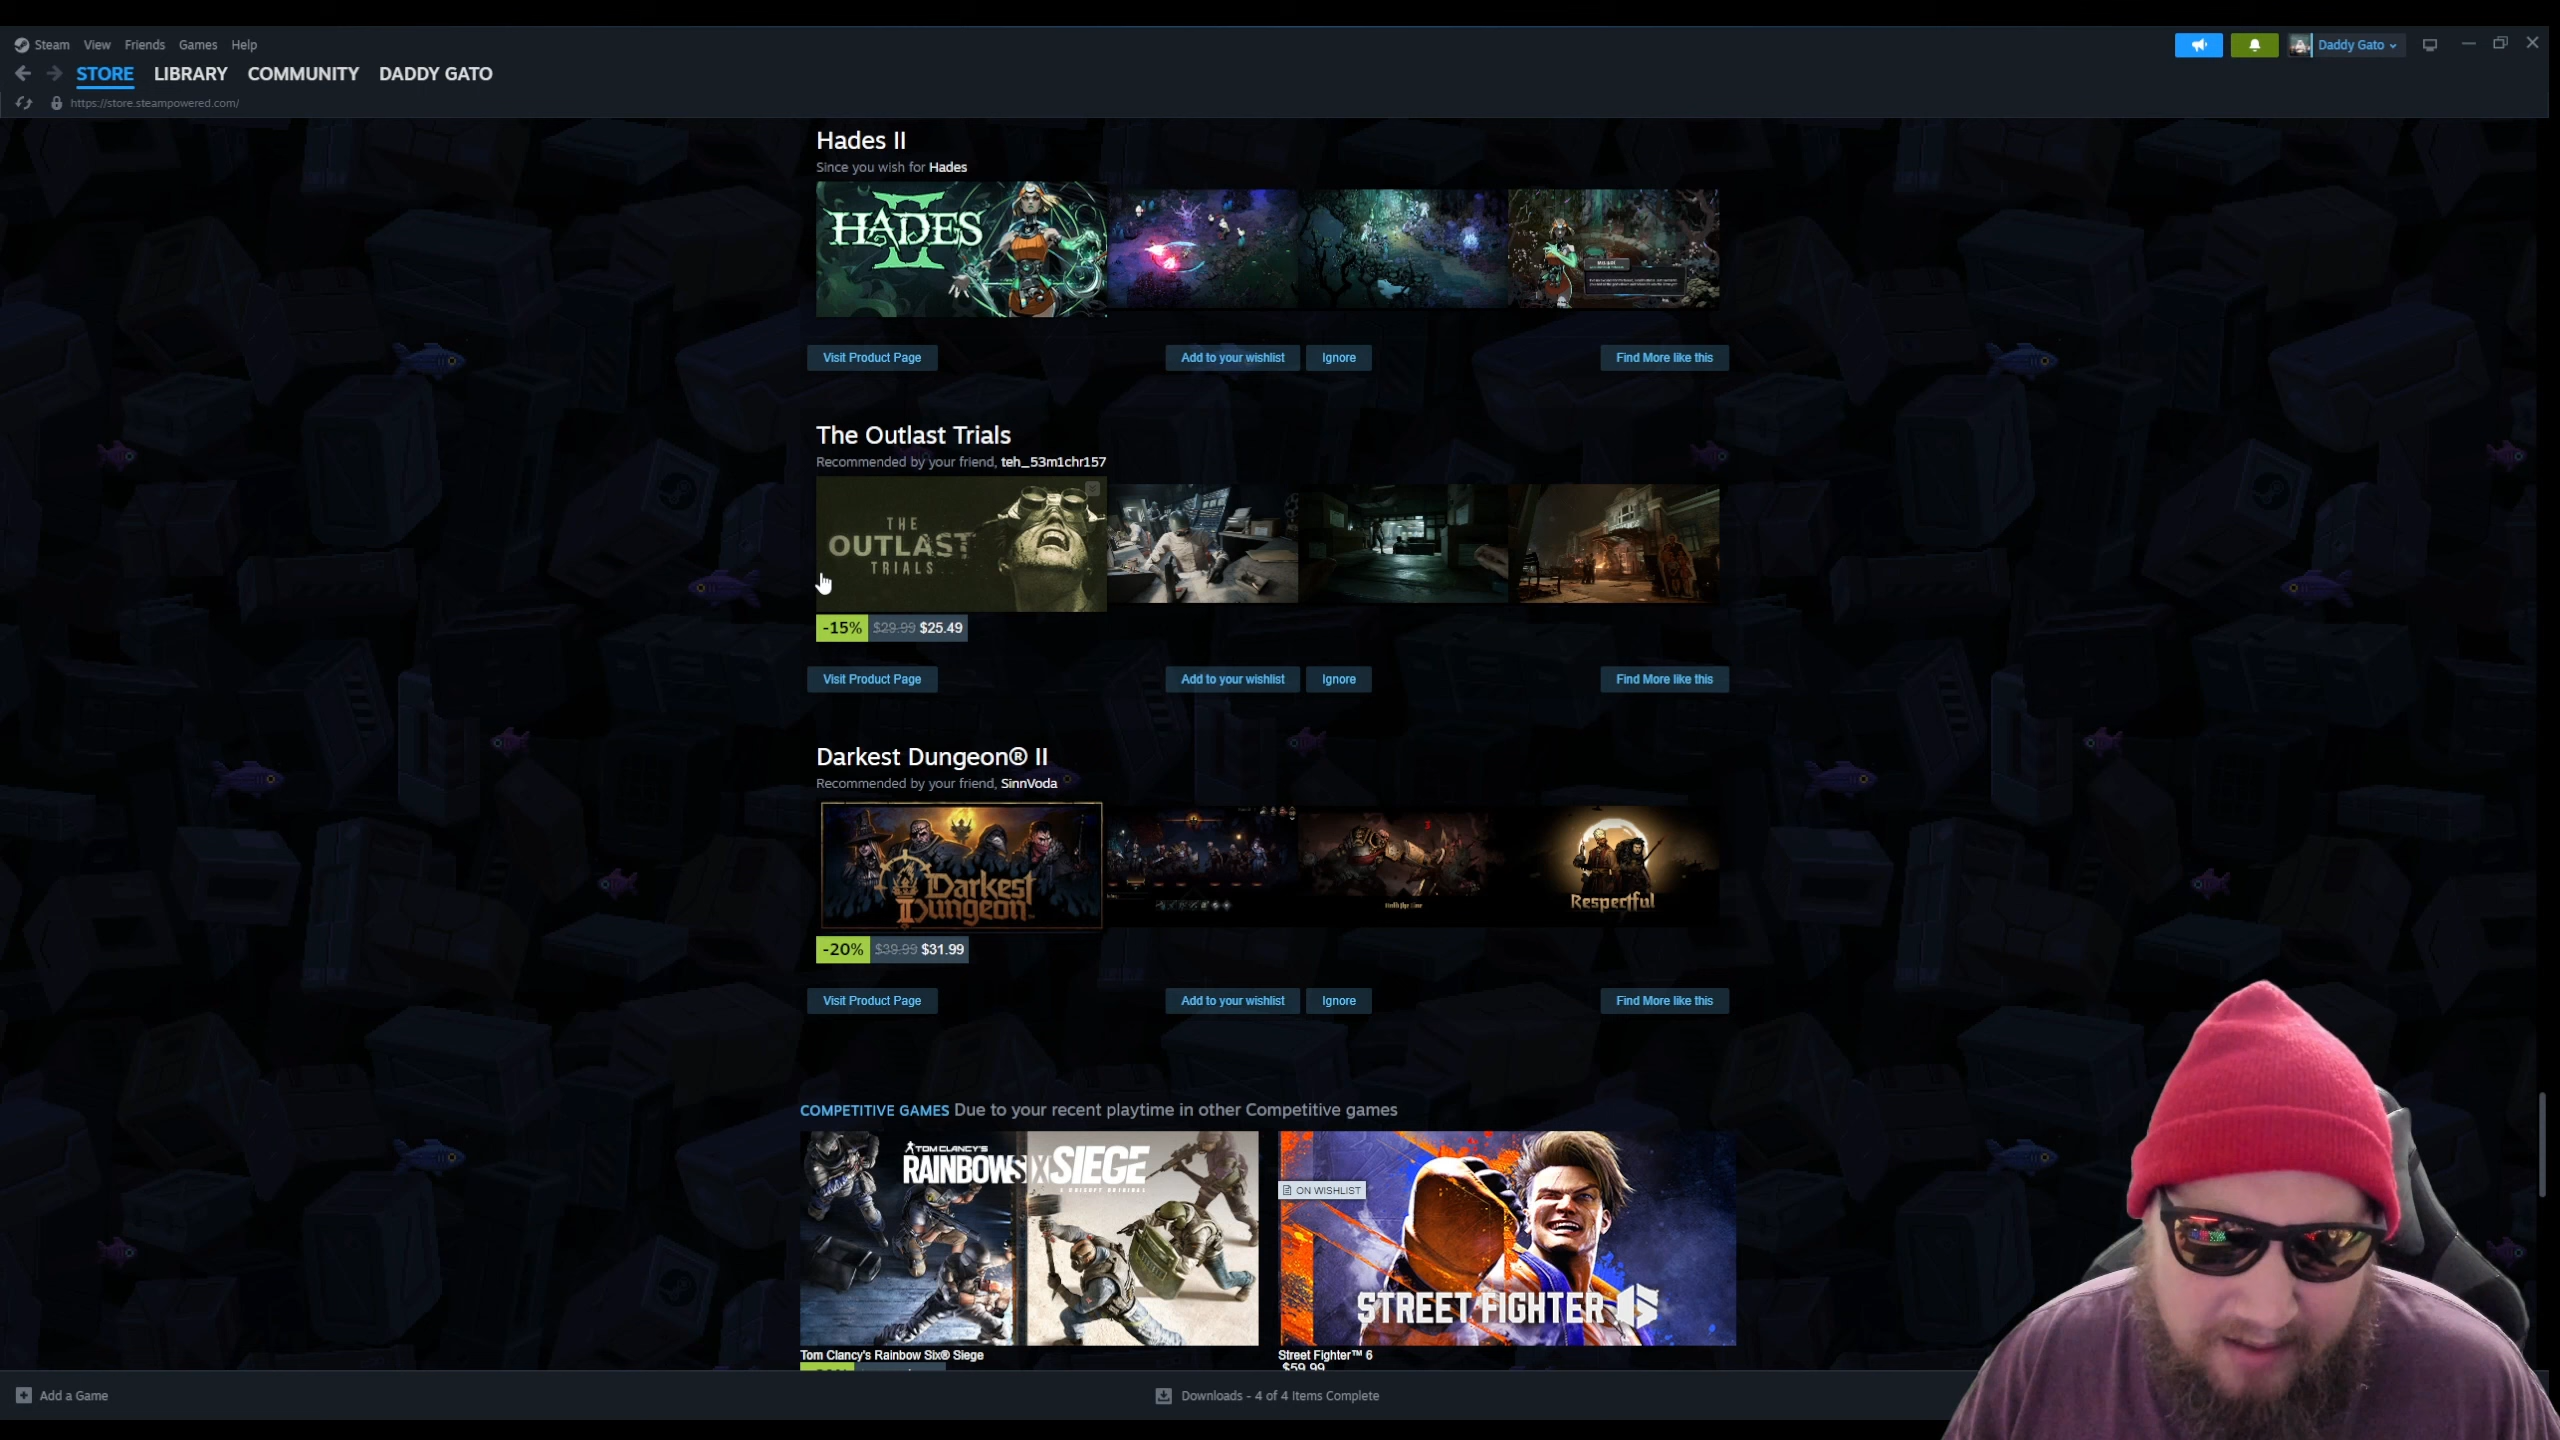 Steam View Friends Games Help
Daddy Gato
STORE LIBRARY COMMUNITY DADDY GATO
https://store.steampowered.com/
Hades II
Since you wish for Hades
HADES II
Visit Product Page
Add to your wishlist
Ignore
Find More like this
The Outlast Trials
Recommended by your friend, teh_53m1chr157
THE
OUTLAST
TRIALS
-15% $29.99 $25.49
Visit Product Page
Add to your wishlist
Ignore
Find More like this
Darkest Dungeon® II
Recommended by your friend, SinnVoda
Darkest
Dungeon II
Respectful
-20% $39.99 $31.99
Visit Product Page
Add to your wishlist
Ignore
Find More like this
COMPETITIVE GAMES Due to your recent playtime in other Competitive games
TOM CLANCY'S
RAINBOW SIX SIEGE
A UBISOFT ORIGINAL
ON WISHLIST
STREET FIGHTER 6
Tom Clancy's Rainbow Six® Siege
Street Fighter™ 6
$59.99
Add a Game
Downloads - 4 of 4 Items Complete